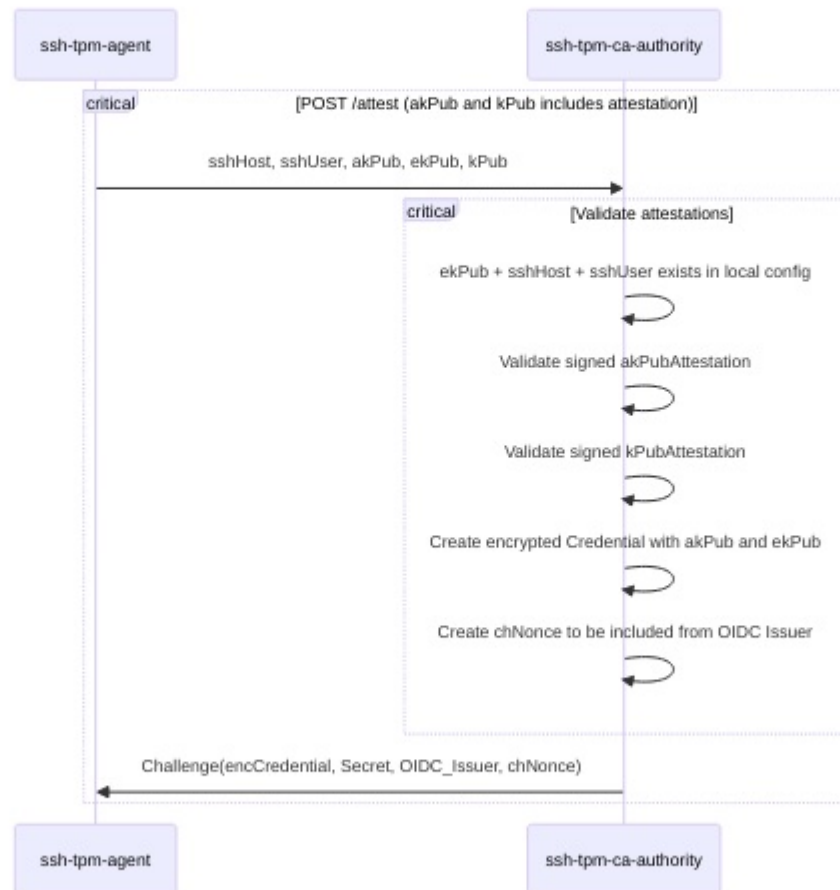 ssh-tpm-agent
ssh-tpm-ca-authority
critical
[POST /attest (akPub and kPub includes attestation)]
sshHost, sshUser, akPub, ekPub, kPub
critical
[Validate attestations]
ekPub + sshHost + sshUser exists in local config
Validate signed akPubAttestation
Validate signed kPubAttestation
Create encrypted Credential with akPub and ekPub
Create chNonce to be included from OIDC Issuer
Challenge(encCredential, Secret, OIDC_Issuer, chNonce)
ssh-tpm-agent
ssh-tpm-ca-authority